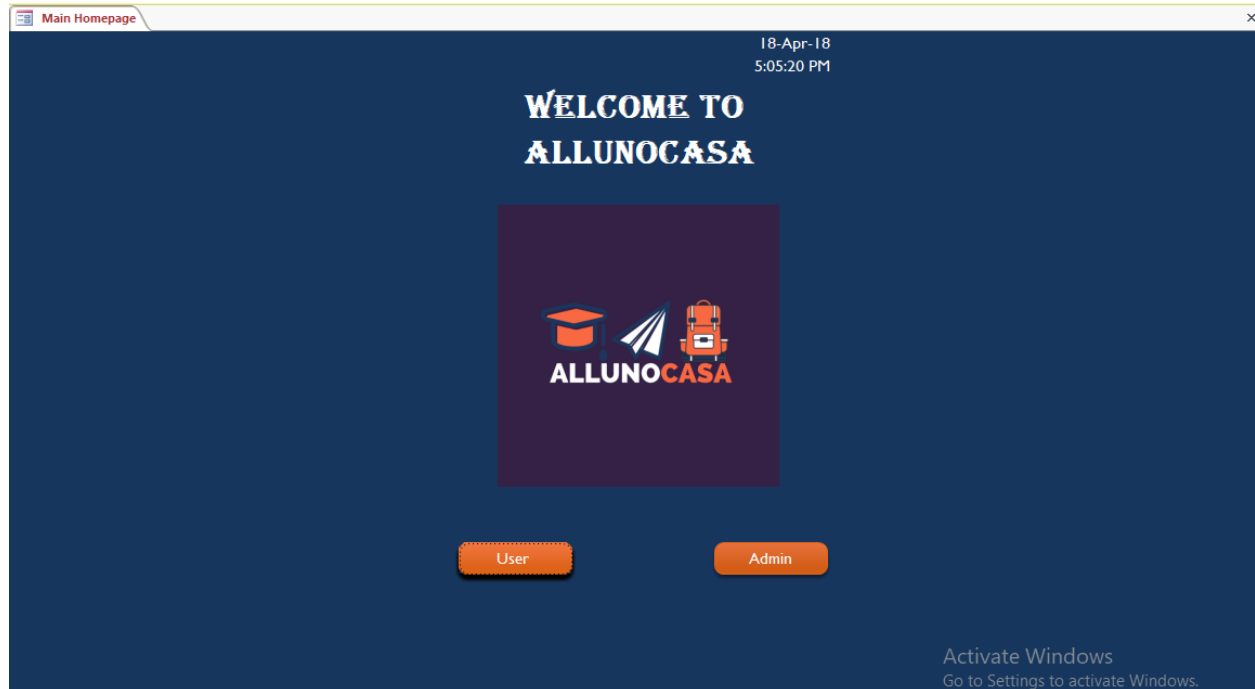 Main Homepage
18-Apr-18
5:05:20 PM
WELCOME TO
ALLUNOCASA
ALLUNOCASA
User
Admin
Activate Windows
Go to Settings to activate Windows.